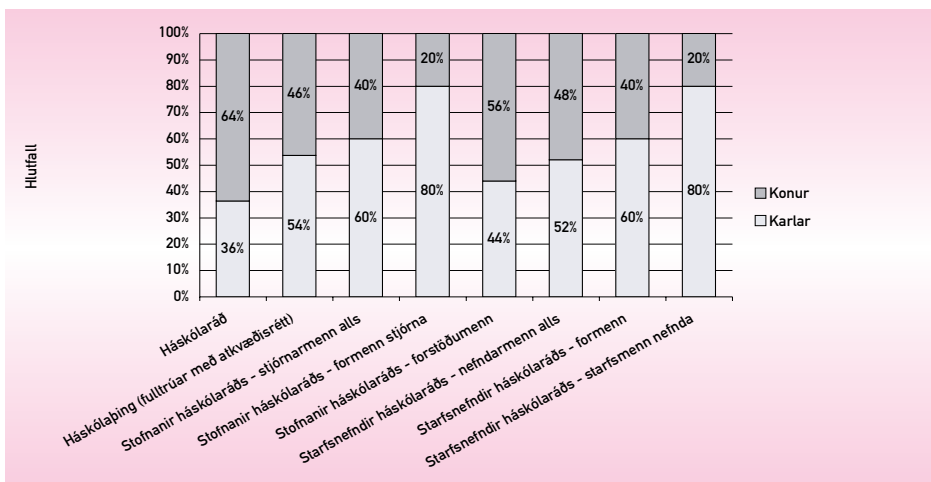 100%
90%
80%
70%
60%
50%
40%
30%
20%
10%
0%
Hlutfall
64%
36%
46%
54%
40%
60%
20%
80%
56%
44%
48%
52%
40%
60%
20%
80%
Konur
Karlar
Háskólaráð
Háskólaþing (fulltrúar með atkvæðisrétt)
Stofnanir háskólaráðs - stjórnarmenn alls
Stofnanir háskólaráðs - formenn stjórna
Stofnanir háskólaráðs - forstöðumenn
Starfsnefndir háskólaráðs - nefndarmenn alls
Starfsnefndir háskólaráðs - formenn
Starfsnefndir háskólaráðs - starfsmenn nefnda